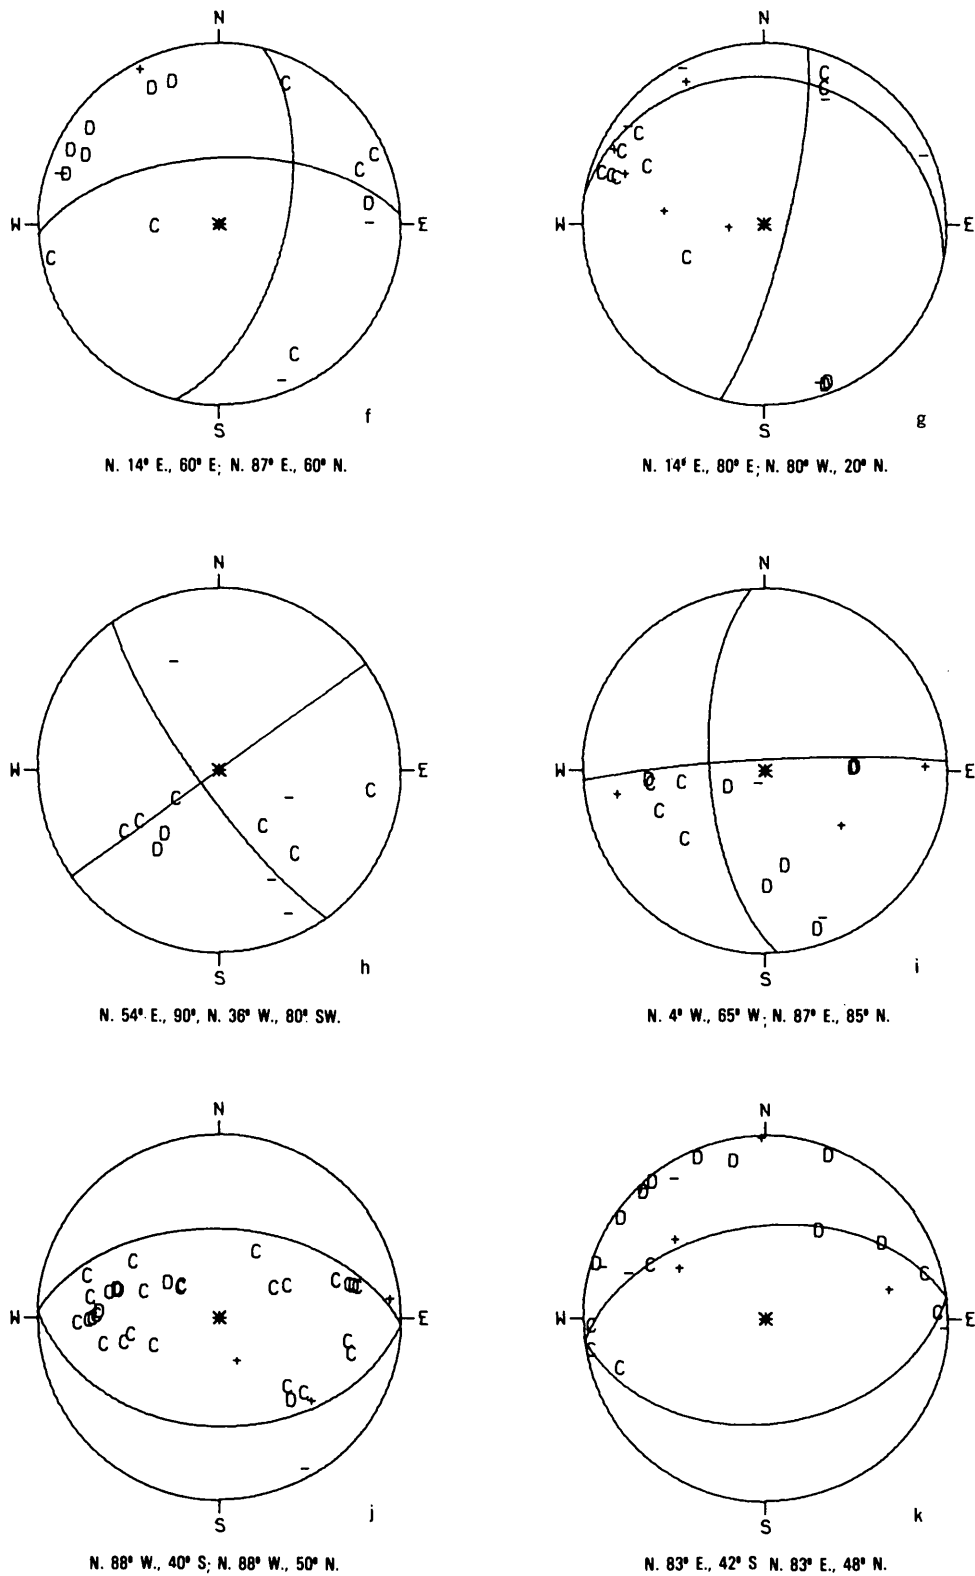 N
W E
S
f
N. 14° E., 60° E; N. 87° E., 60° N.
N
W E
S
g
N. 14° E., 80° E; N. 80° W., 20° N.
N
W E
S
h
N. 54° E., 90°, N. 36° W., 80° SW.
N
W E
S
i
N. 4° W., 65° W; N. 87° E., 85° N.
N
W E
S
j
N. 88° W., 40° S; N. 88° W., 50° N.
N
W E
S
k
N. 83° E., 42° S N. 83° E., 48° N.